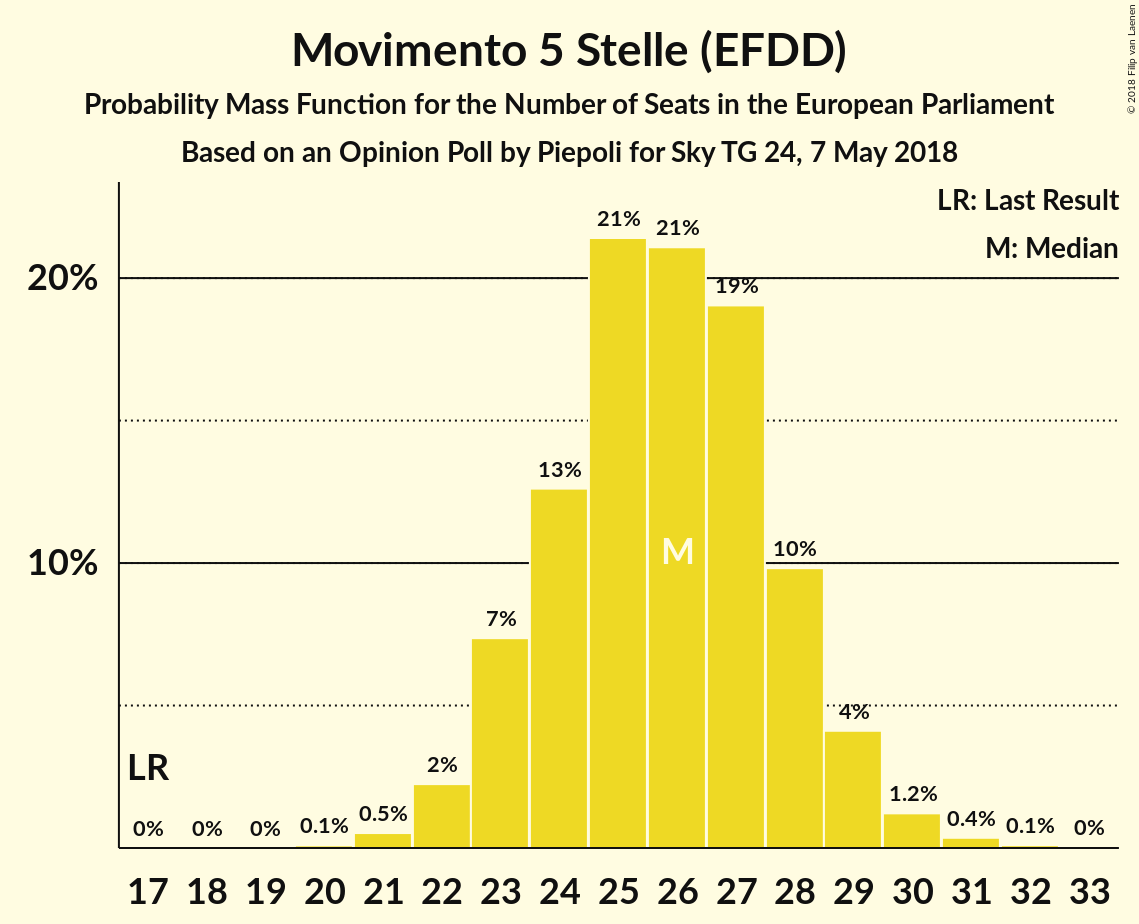 Movimento 5 Stelle (EFDD)
Probability Mass Function for the Number of Seats in the European Parliament
Based on an Opinion Poll by Piepoli for Sky TG 24, 7 May 2018
© 2018 Filip van Laenen
LR: Last Result
M: Median
20%
10%
21%
21%
19%
13%
10%
7%
4%
2%
1.2%
0.5%
0.4%
0.1%
0.1%
0%
0%
0%
0%
M
LR
17 18 19 20 21 22 23 24 25 26 27 28 29 30 31 32 33